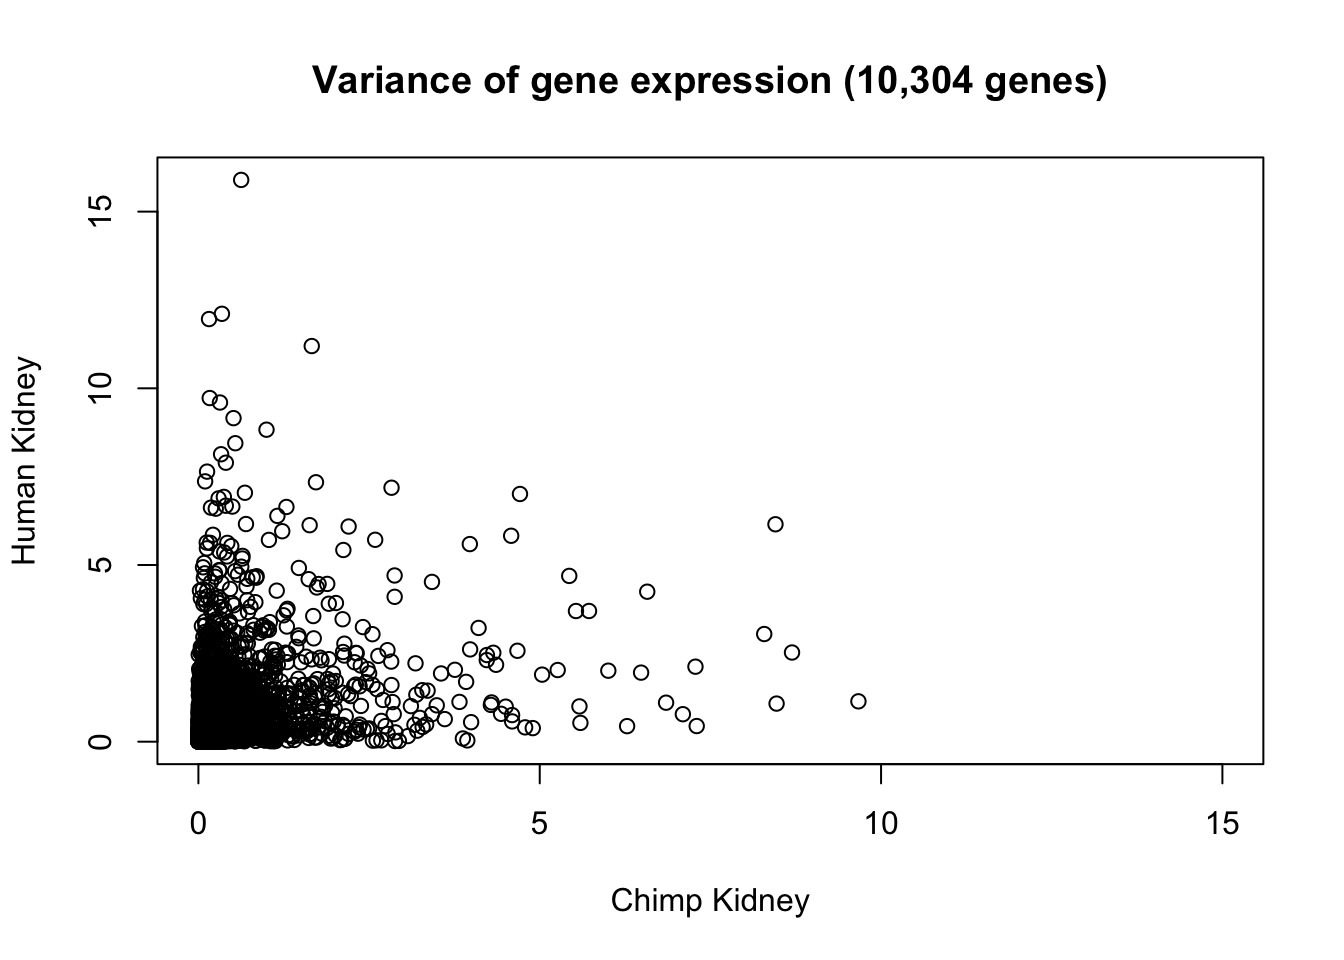 Variance of gene expression (10,304 genes)
15
10
5
0
Human Kidney
0 5 10 15
Chimp Kidney